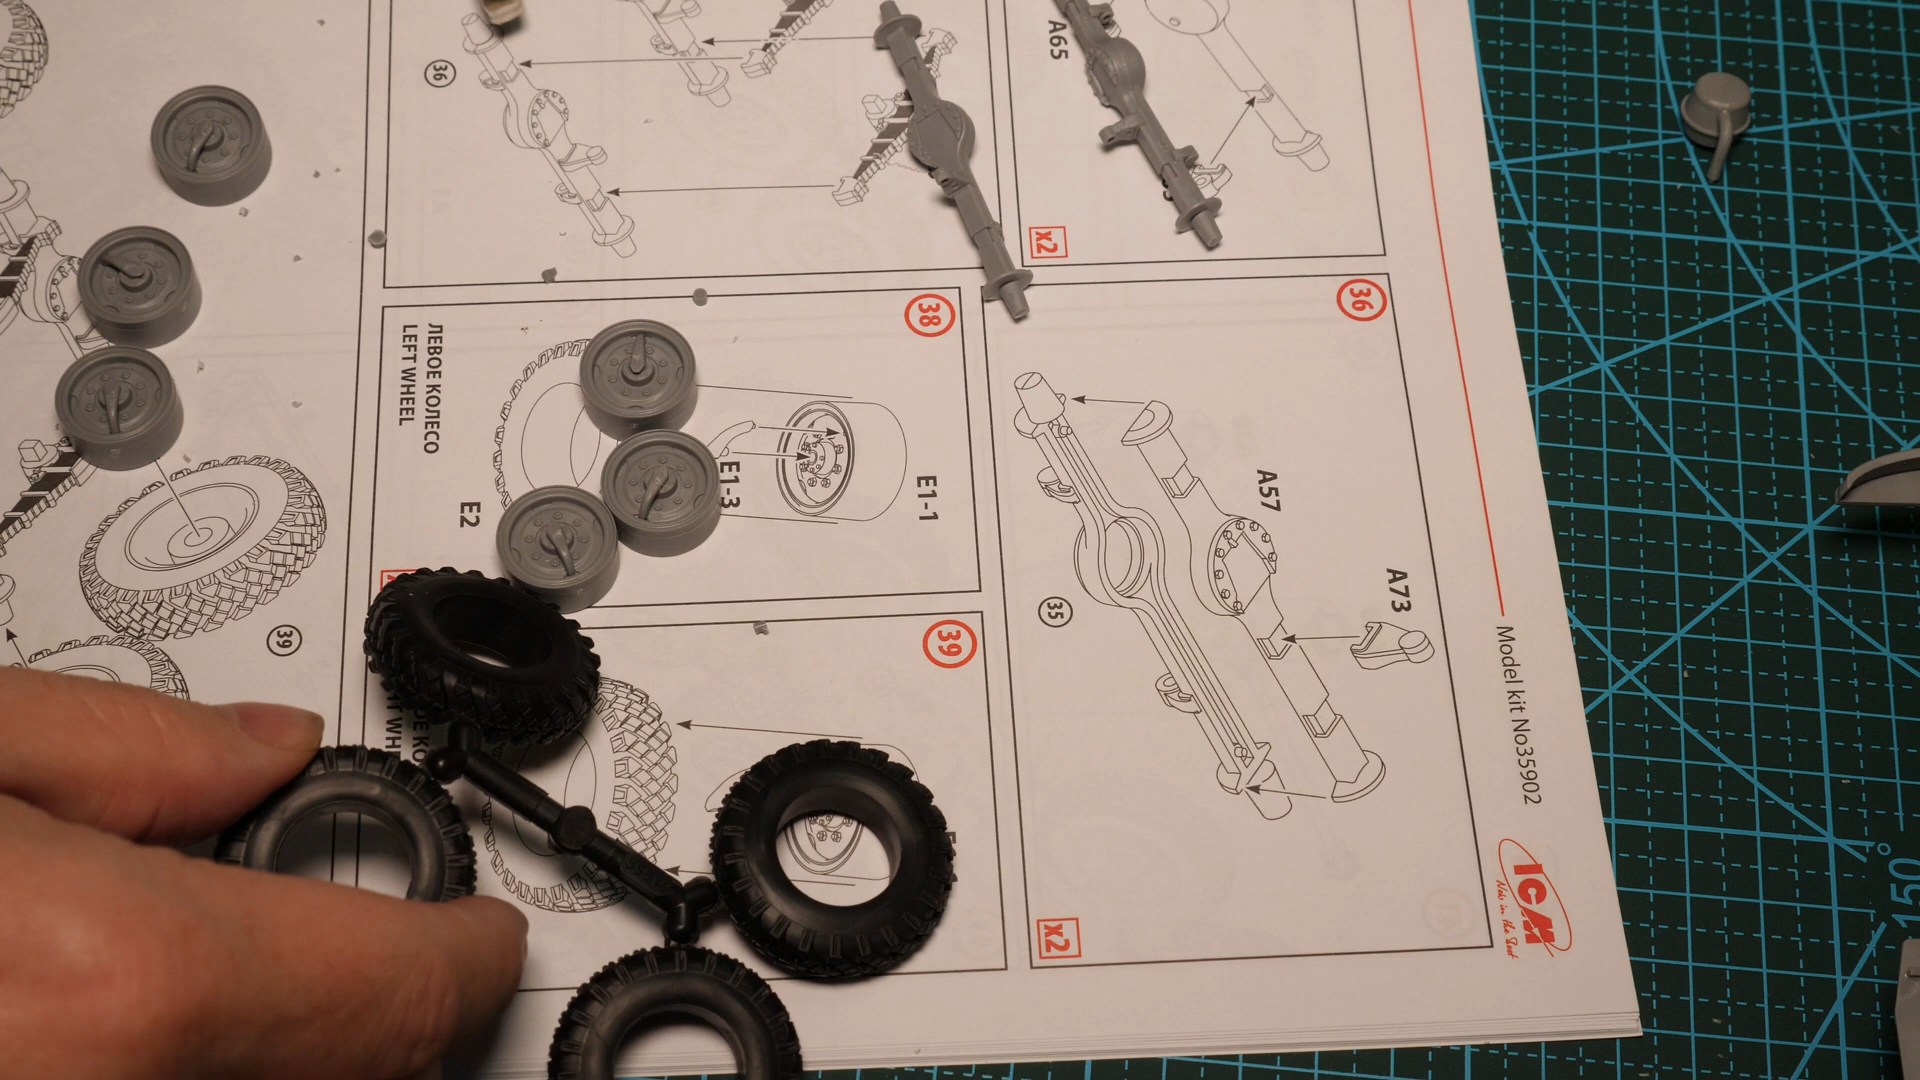 36
A65
x2
38
ЛЕВОЕ КОЛЕСО
LEFT WHEEL
E2
E1-3
E1-1
36
A57
A73
35
x2
39
39
Model kit No35902
ICM
150°